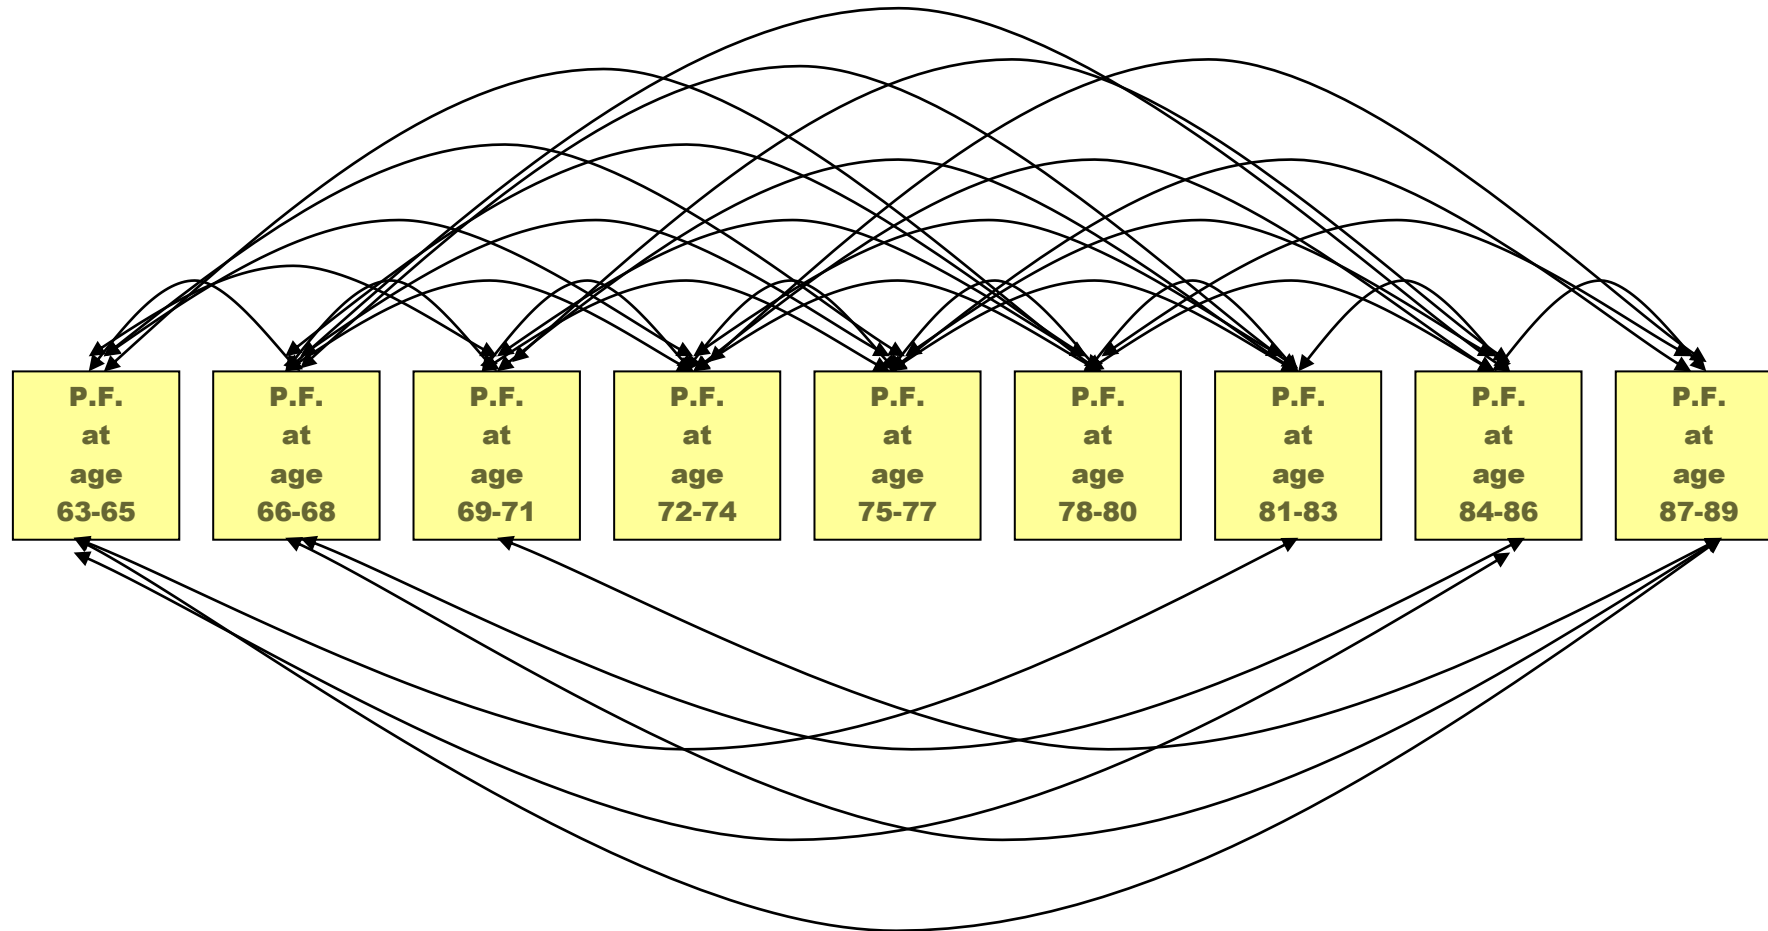 P.F.
at
age
63-65
P.F.
at
age
66-68
P.F.
at
age
69-71
P.F.
at
age
72-74
P.F.
at
age
75-77
P.F.
at
age
78-80
P.F.
at
age
81-83
P.F.
at
age
84-86
P.F.
at
age
87-89